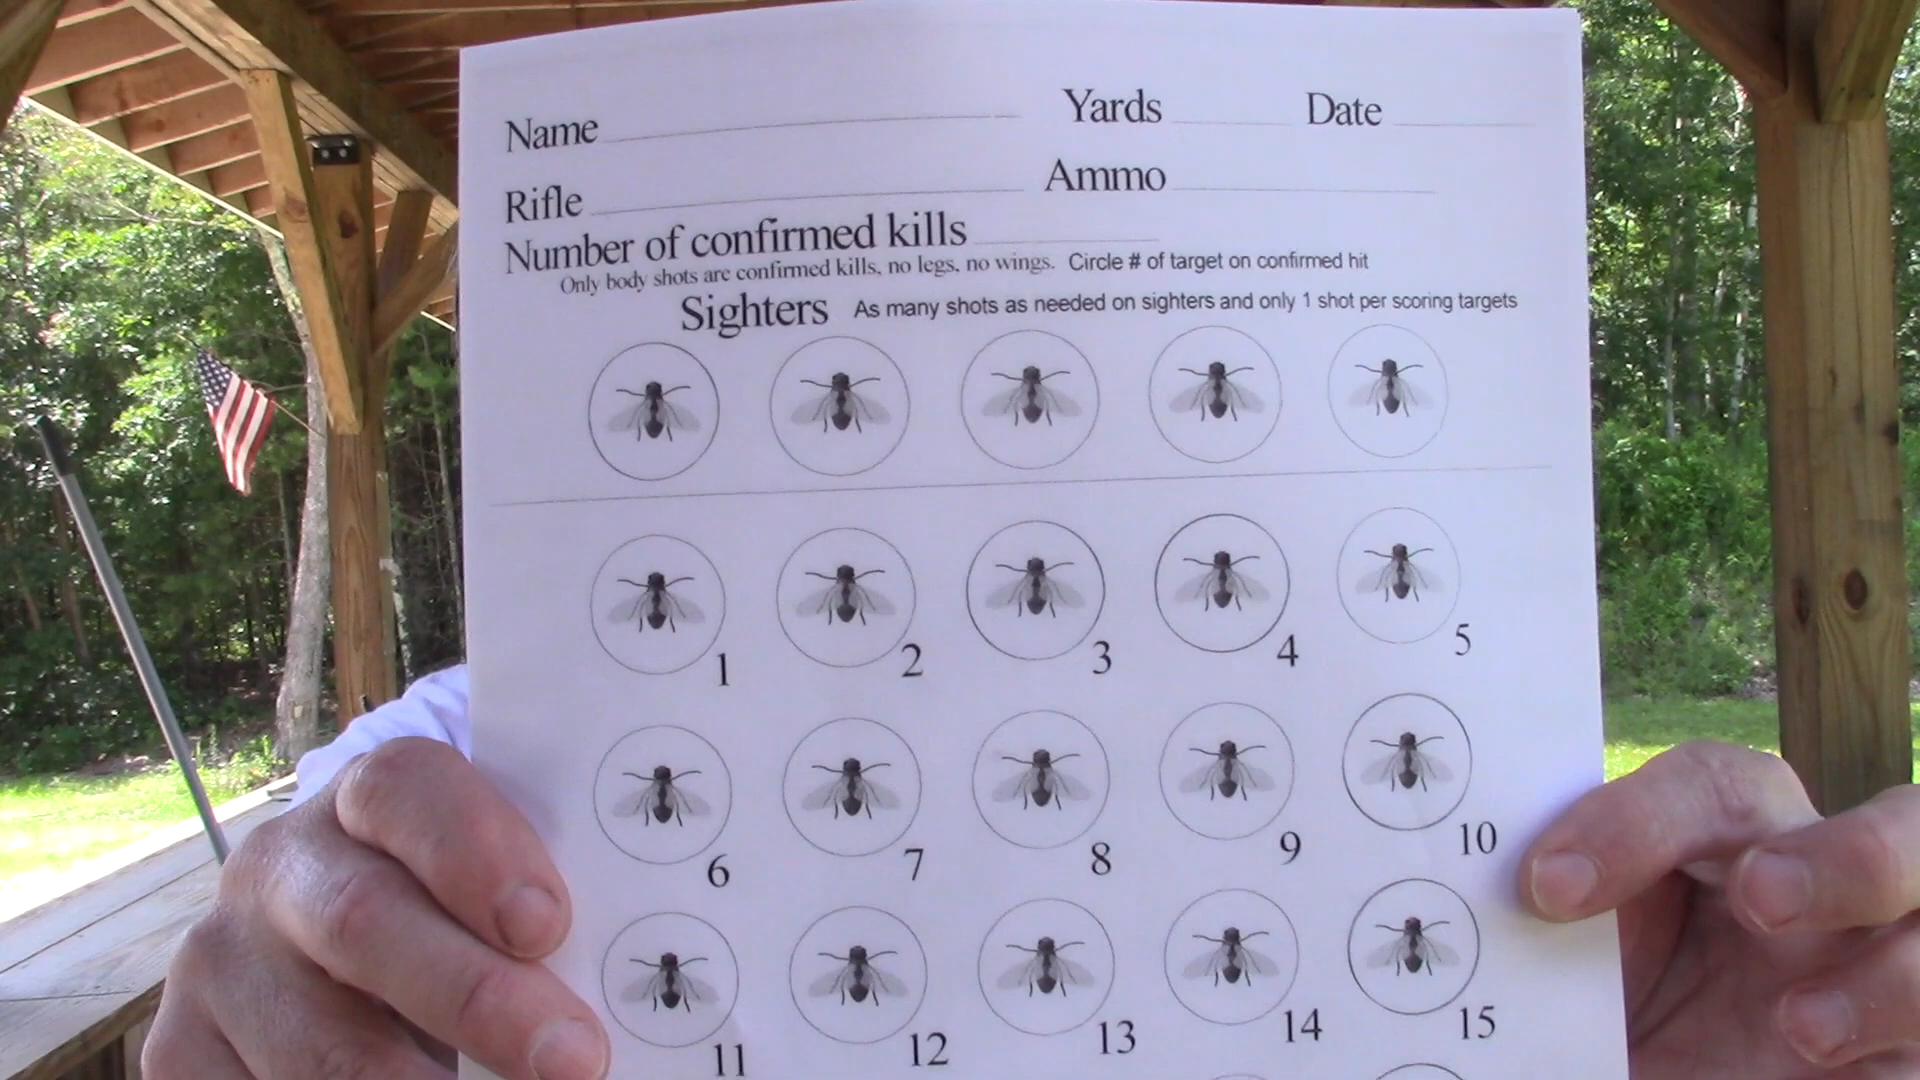 Name Yards Date
Rifle Ammo
Number of confirmed kills
Only body shots are confirmed kills, no legs, no wings. Circle # of target on confirmed hit
Sighters As many shots as needed on sighters and only 1 shot per scoring targets
1 2 3 4 5
6 7 8 9 10
11 12 13 14 15